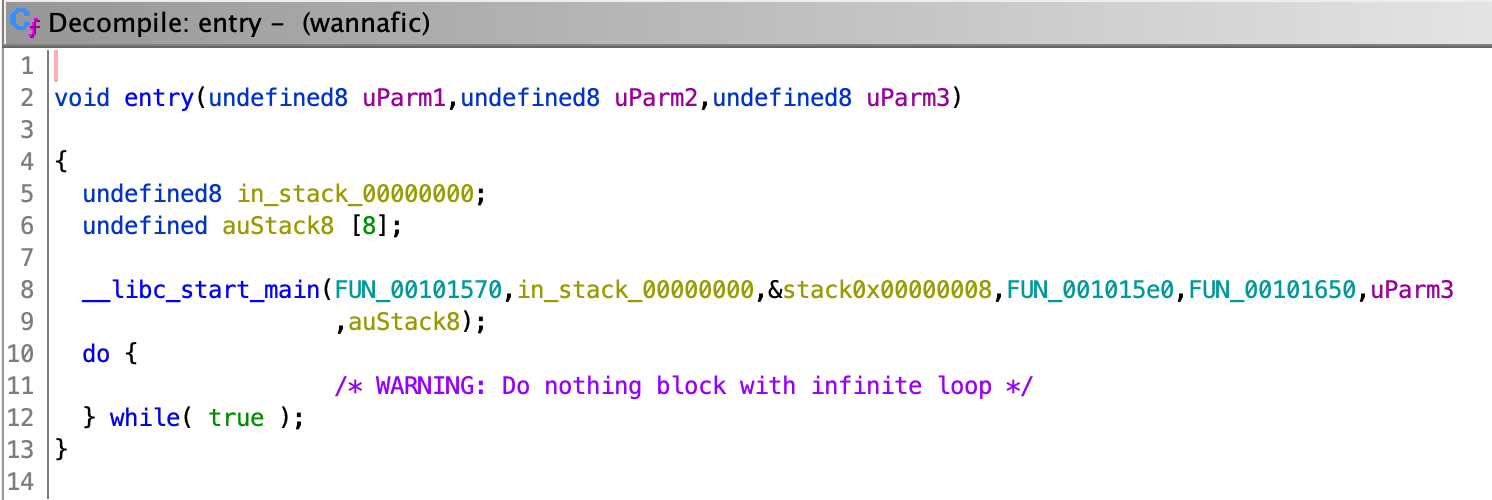 Decompile: entry - (wannafic)
1
2 void entry(undefined8 uParm1,undefined8 uParm2,undefined8 uParm3)
3
4 {
5   undefined8 in_stack_00000000;
6   undefined auStack8 [8];
7
8   __libc_start_main(FUN_00101570,in_stack_00000000,&stack0x00000008,FUN_001015e0,FUN_00101650,uParm3
9                     ,auStack8);
10   do {
11                     /* WARNING: Do nothing block with infinite loop */
12   } while( true );
13 }
14